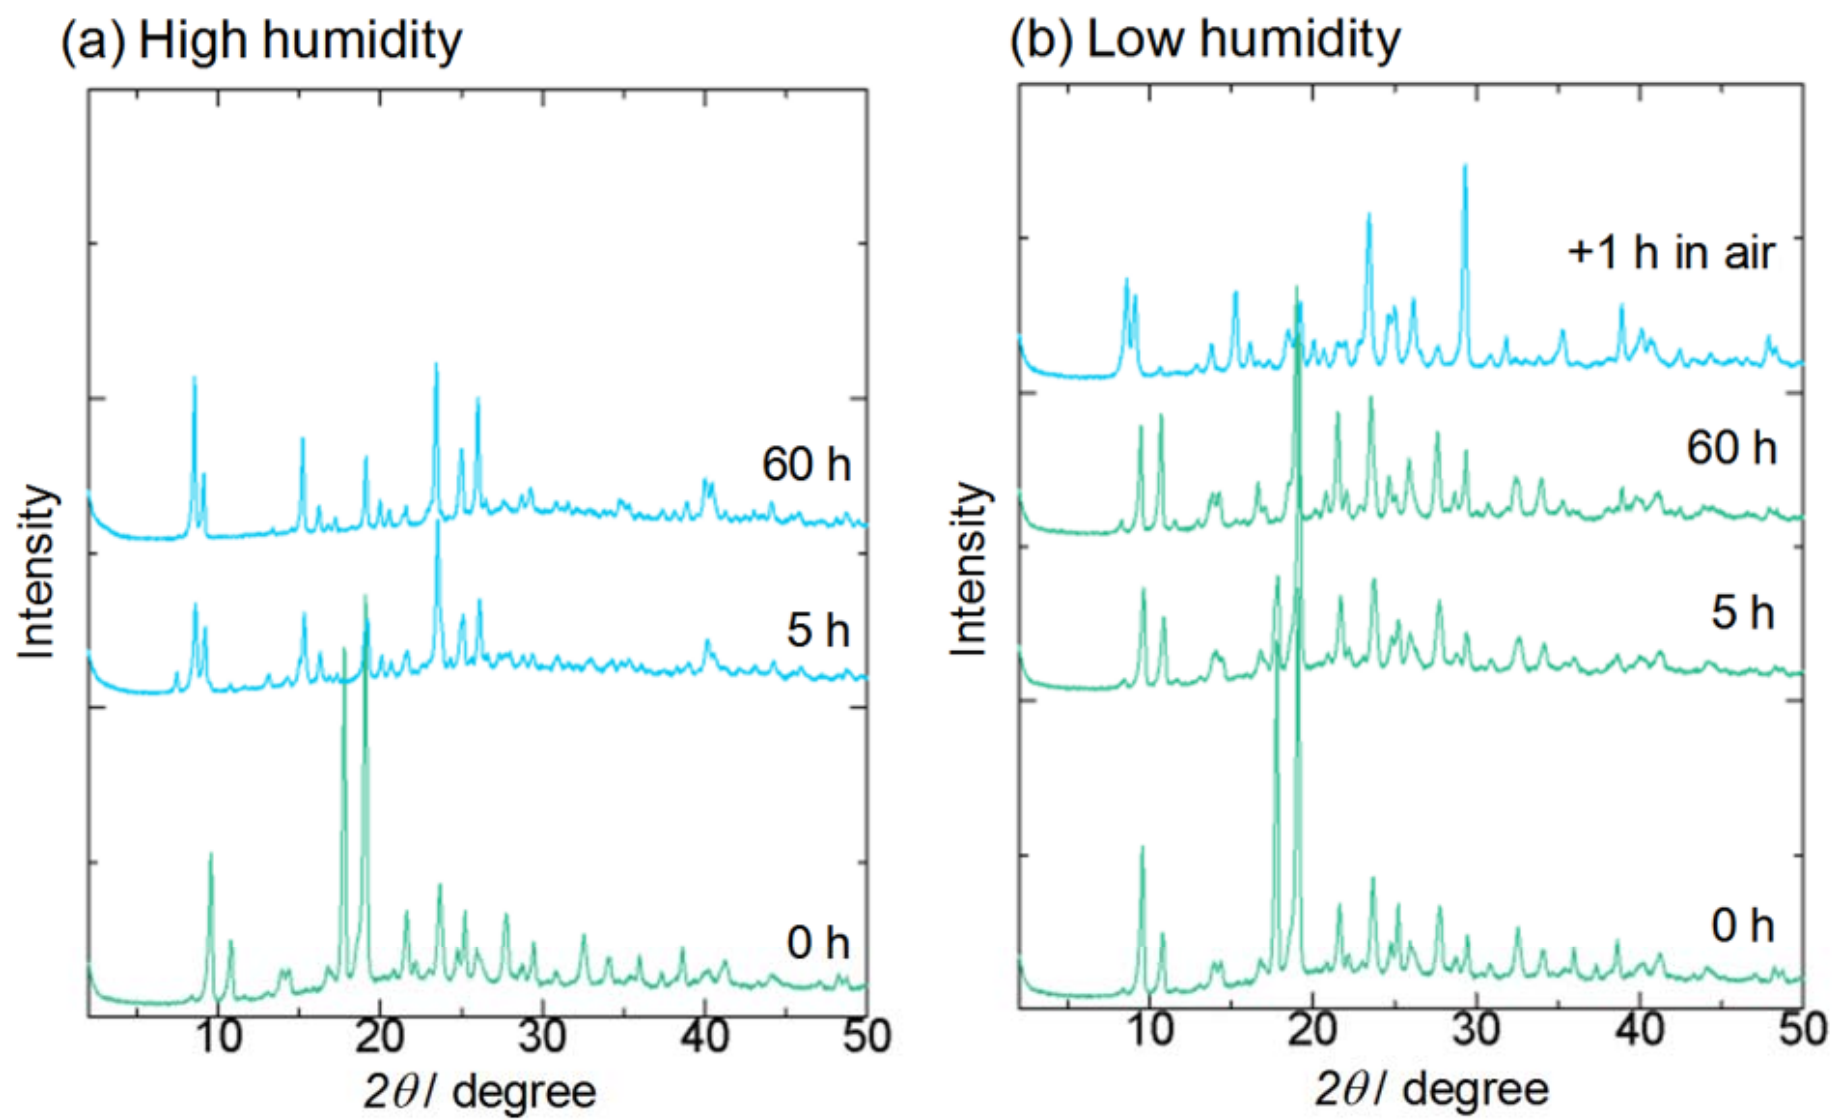 (a) High humidity
60 h
5 h
0 h
Intensity
10 20 30 40 50
2θ / degree
(b) Low humidity
+1 h in air
60 h
5 h
0 h
Intensity
10 20 30 40 50
2θ / degree